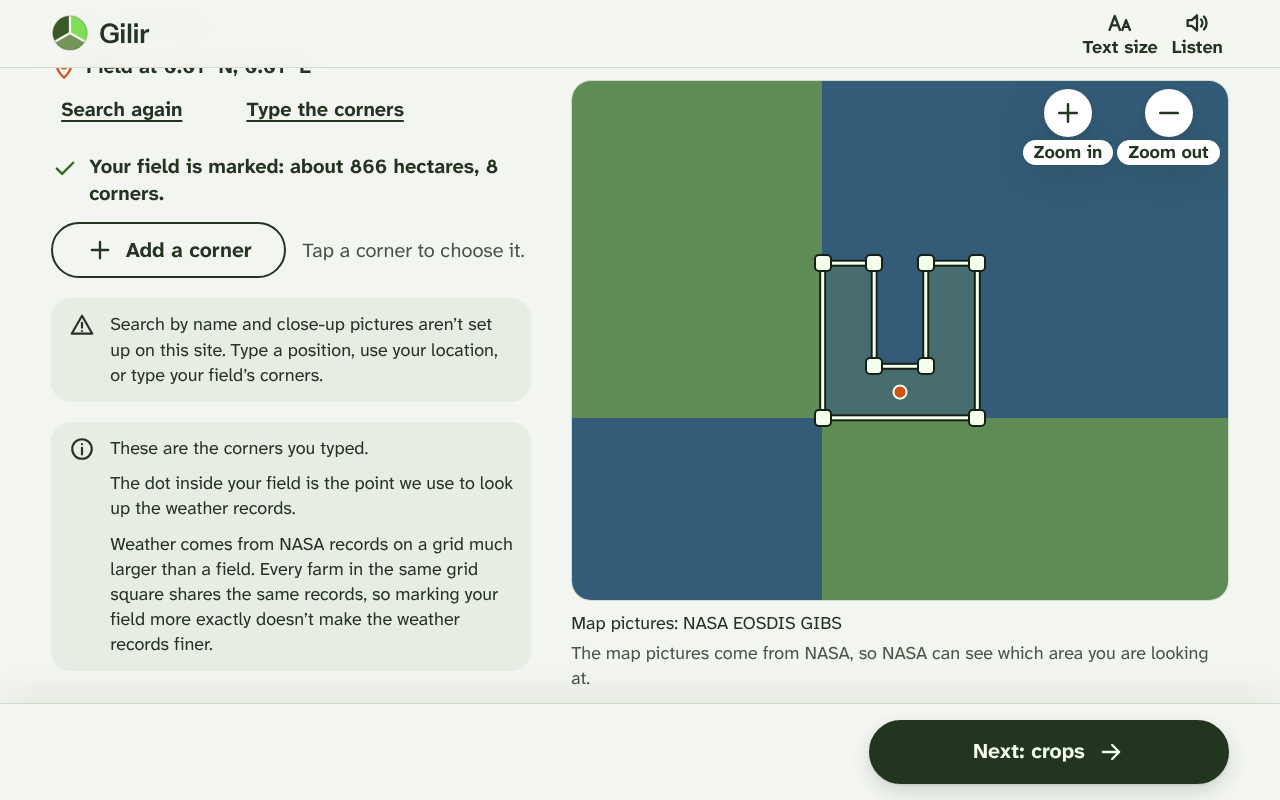 Gilir
Text size
Listen
Search again
Type the corners
Your field is marked: about 866 hectares, 8
corners.
Add a corner
Tap a corner to choose it.
Search by name and close-up pictures aren’t set
up on this site. Type a position, use your location,
or type your field’s corners.
These are the corners you typed.
The dot inside your field is the point we use to look
up the weather records.
Weather comes from NASA records on a grid much
larger than a field. Every farm in the same grid
square shares the same records, so marking your
field more exactly doesn’t make the weather
records finer.
Zoom in
Zoom out
Map pictures: NASA EOSDIS GIBS
The map pictures come from NASA, so NASA can see which area you are looking
at.
Next: crops